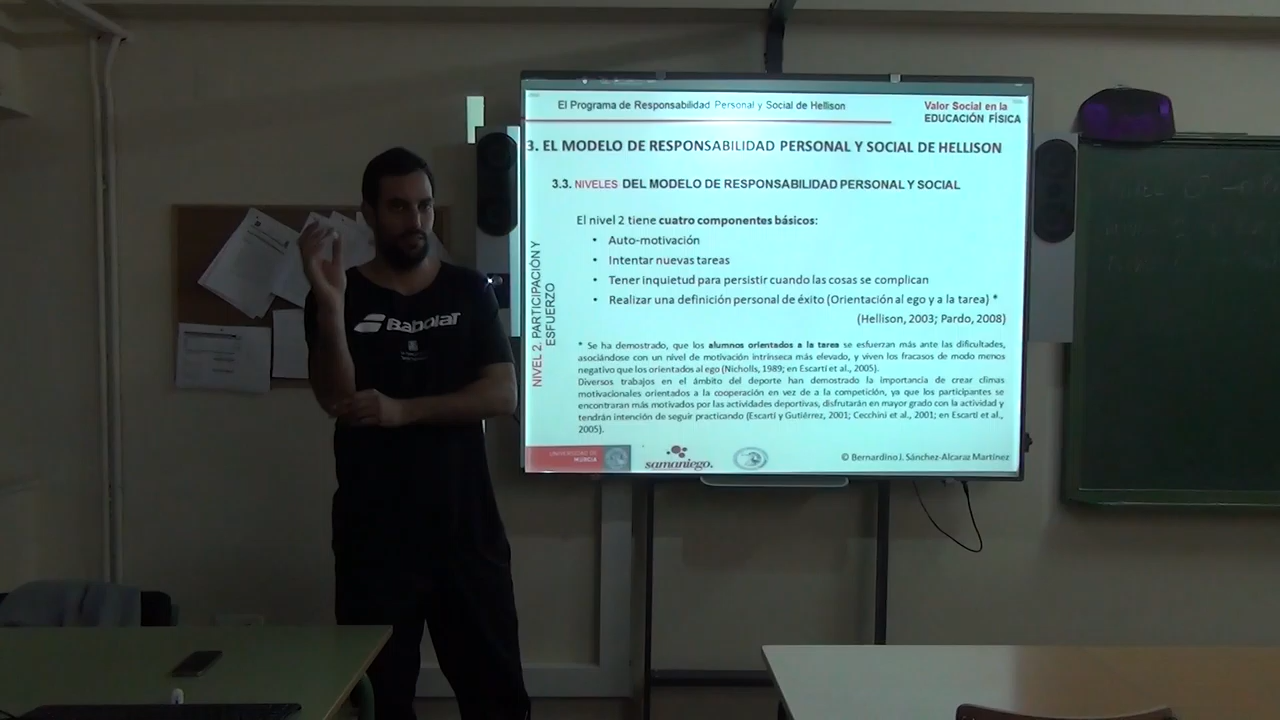 El Programa de Responsabilidad Personal y Social de Hellison
Valor Social en la
EDUCACIÓN FÍSICA
3. EL MODELO DE RESPONSABILIDAD PERSONAL Y SOCIAL DE HELLISON
3.3. NIVELES DEL MODELO DE RESPONSABILIDAD PERSONAL Y SOCIAL
NIVEL 2. PARTICIPACIÓN Y
ESFUERZO
El nivel 2 tiene cuatro componentes básicos:
• Auto-motivación
• Intentar nuevas tareas
• Tener inquietud para persistir cuando las cosas se complican
• Realizar una definición personal de éxito (Orientación al ego y a la tarea) *
(Hellison, 2003; Pardo, 2008)
* Se ha demostrado, que los alumnos orientados a la tarea se esfuerzan más ante las dificultades,
asociándose con un nivel de motivación intrínseca más elevado, y viven los fracasos de modo menos
negativo que los orientados al ego (Nicholls, 1989; en Escartí et al., 2005).
Diversos trabajos en el ámbito del deporte han demostrado la importancia de crear climas
motivacionales orientados a la cooperación en vez de a la competición, ya que los participantes se
encontraran más motivados por las actividades deportivas, disfrutarán en mayor grado con la actividad y
tendrán intención de seguir practicando (Escartí y Gutiérrez, 2001; Cecchini et al., 2001; en Escartí et al.,
2005).
UNIVERSIDAD DE
MURCIA
samaniego.
© Bernardino J. Sánchez-Alcaraz Martínez
Babolat